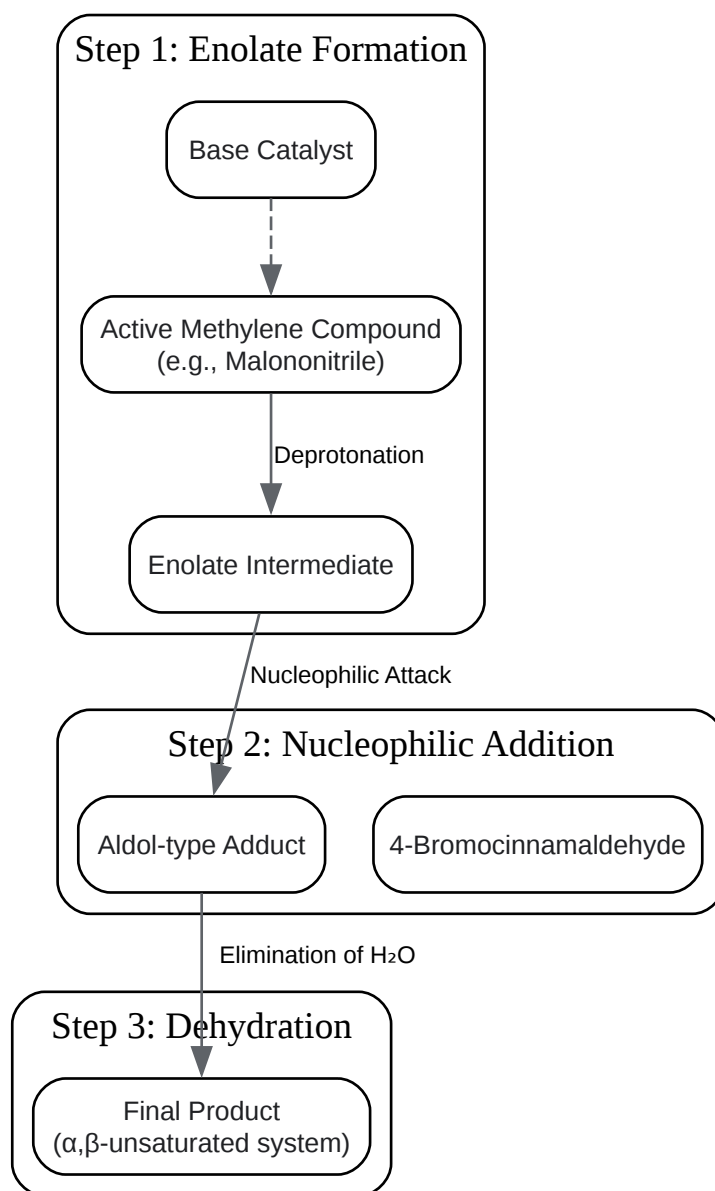 Step 1: Enolate Formation
Base Catalyst
Active Methylene Compound
(e.g., Malononitrile)
Deprotonation
Enolate Intermediate
Nucleophilic Attack
Step 2: Nucleophilic Addition
Aldol-type Adduct
4-Bromocinnamaldehyde
Elimination of H₂O
Step 3: Dehydration
Final Product
(α,β-unsaturated system)